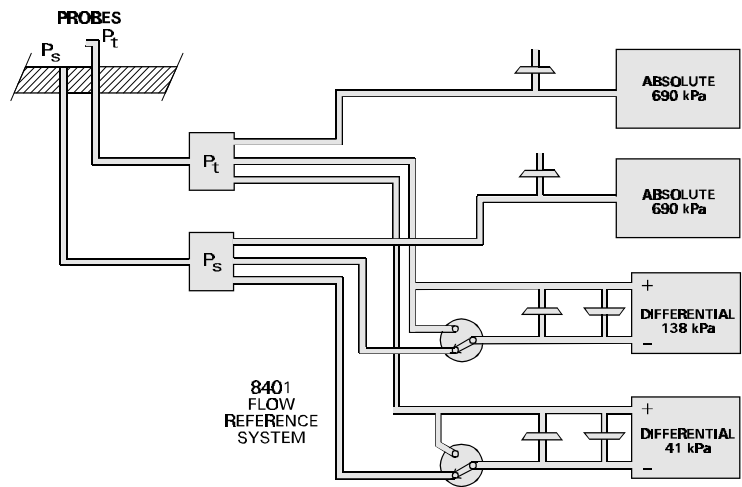 PROBES
Pt
Ps
ABSOLUTE
690 kPa
Pt
ABSOLUTE
690 kPa
Ps
+
DIFFERENTIAL
138 kPa
−
8401
FLOW
REFERENCE
SYSTEM
+
DIFFERENTIAL
41 kPa
−